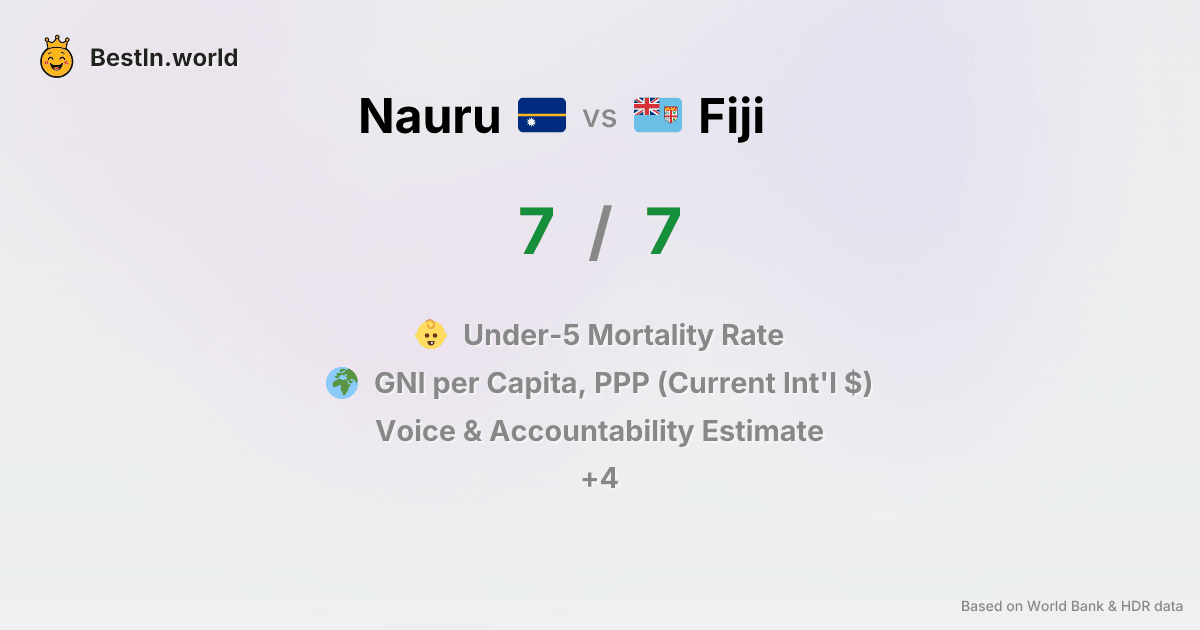 BestIn.world
Nauru vs Fiji
7 / 7
Under-5 Mortality Rate
GNI per Capita, PPP (Current Int'l $)
Voice & Accountability Estimate
+4
Based on World Bank & HDR data